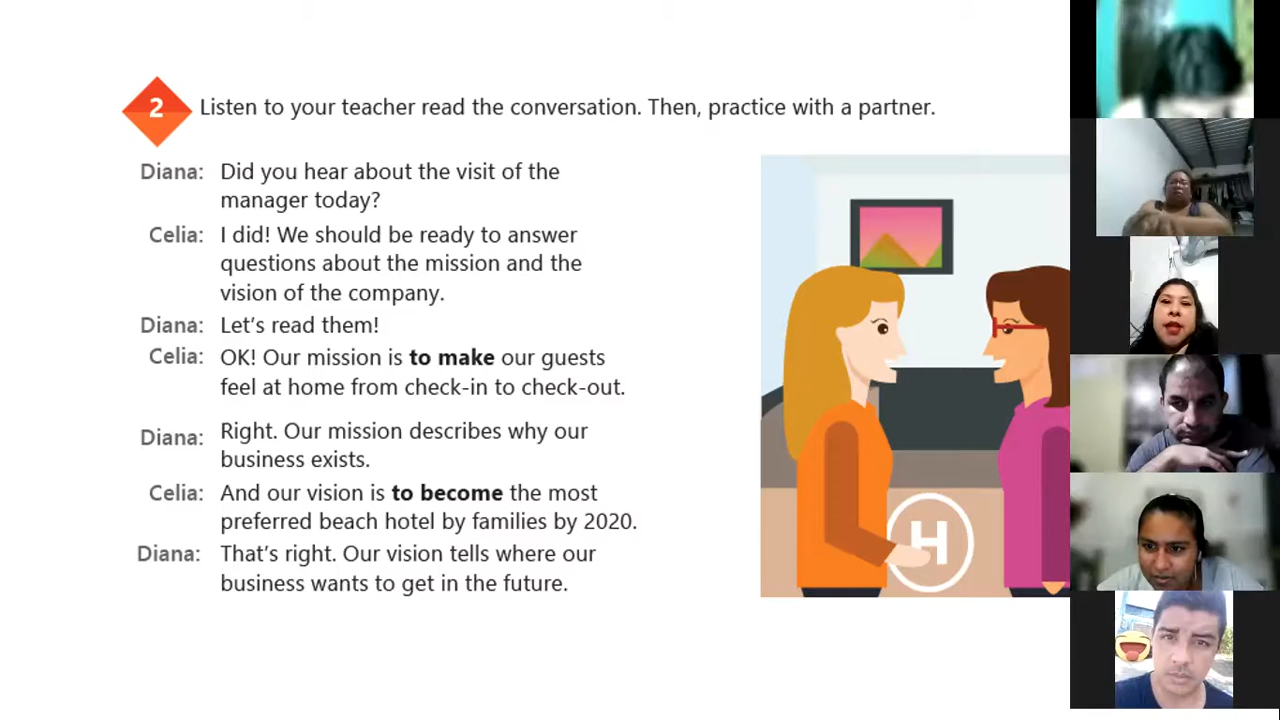 2 Listen to your teacher read the conversation. Then, practice with a partner.
Diana: Did you hear about the visit of the
manager today?
Celia: I did! We should be ready to answer
questions about the mission and the
vision of the company.
Diana: Let's read them!
Celia: OK! Our mission is to make our guests
feel at home from check-in to check-out.
Diana: Right. Our mission describes why our
business exists.
Celia: And our vision is to become the most
preferred beach hotel by families by 2020.
Diana: That's right. Our vision tells where our
business wants to get in the future.
H